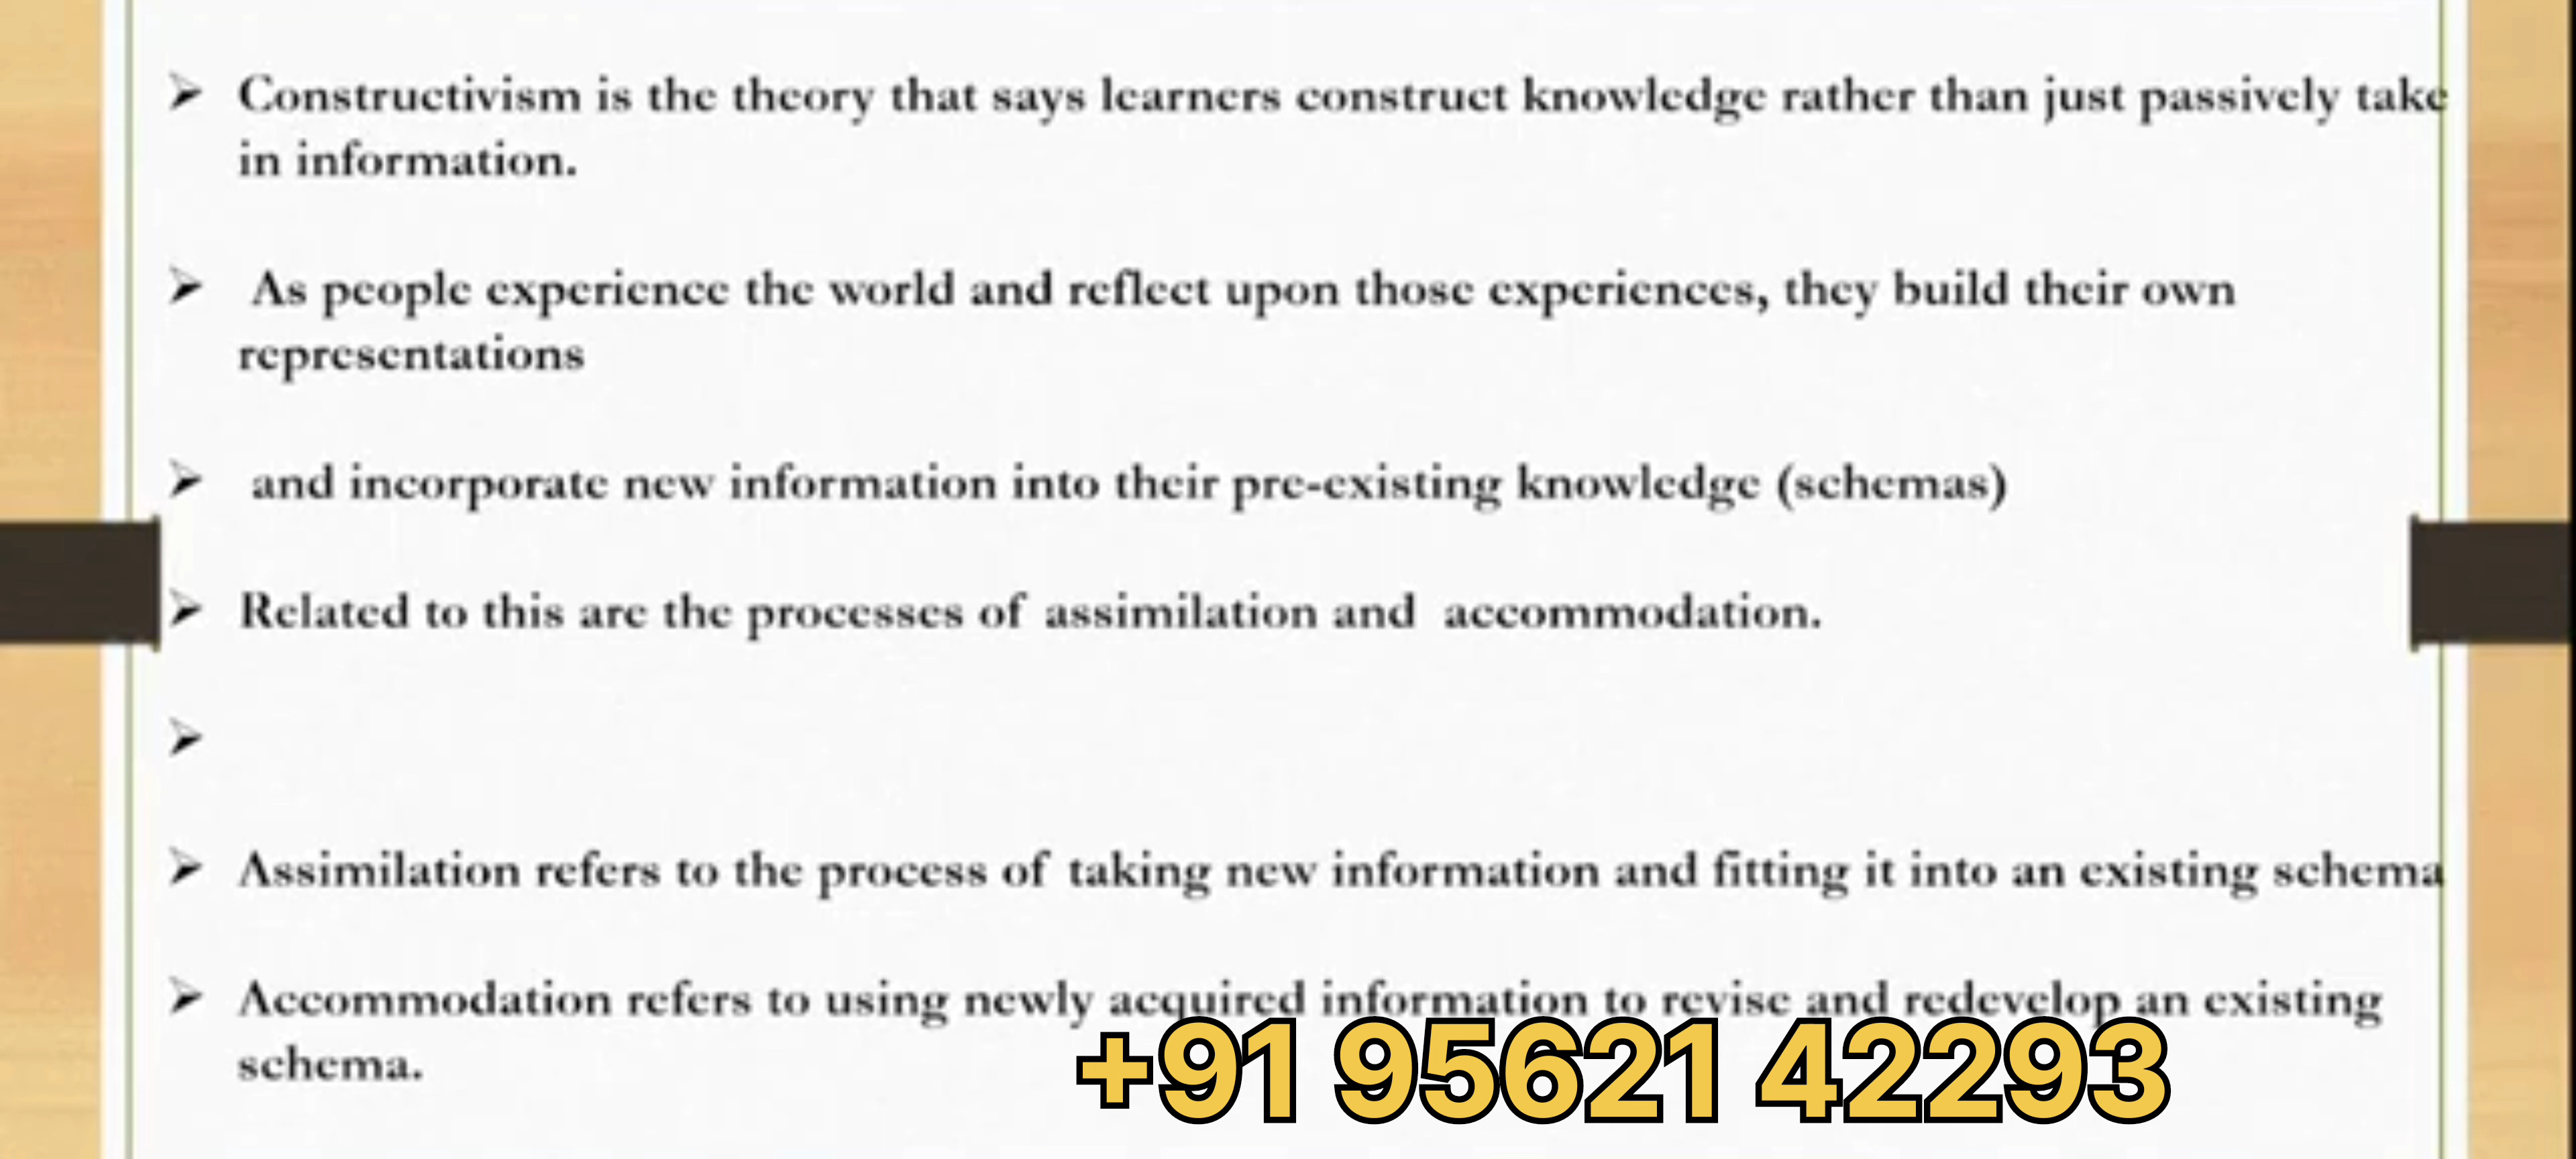 ➢ Constructivism is the theory that says learners construct knowledge rather than just passively take
in information.
➢ As people experience the world and reflect upon those experiences, they build their own
representations
➢ and incorporate new information into their pre-existing knowledge (schemas)
➢ Related to this are the processes of assimilation and accommodation.
➢
➢ Assimilation refers to the process of taking new information and fitting it into an existing schema
➢ Accommodation refers to using newly acquired information to revise and redevelop an existing
schema.
+91 95621 42293